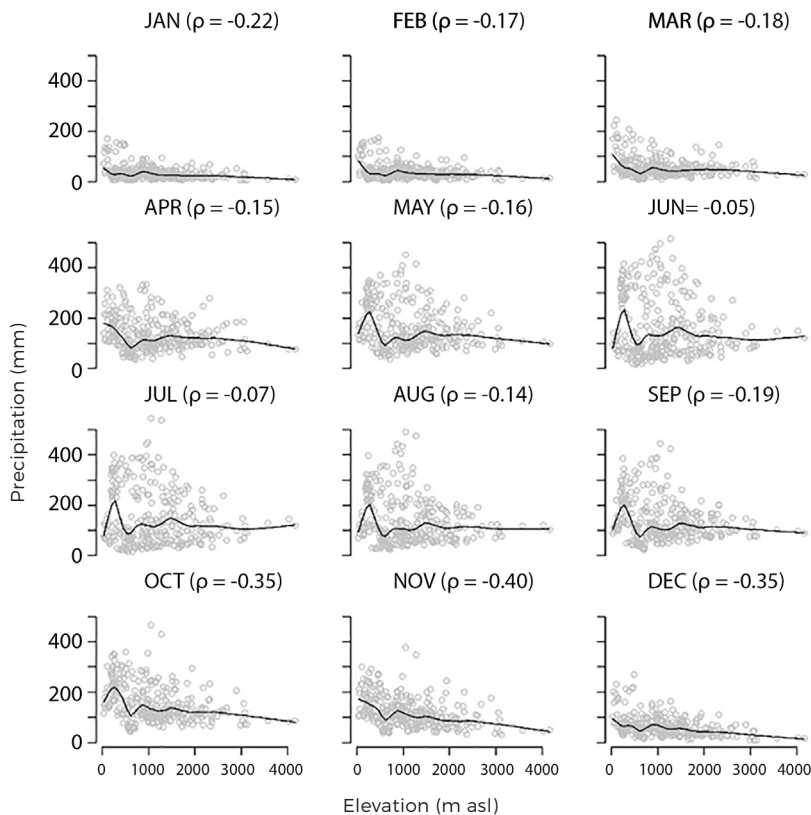 JAN (ρ = -0.22) FEB (ρ = -0.17) MAR (ρ = -0.18)
400
200
0
APR (ρ = -0.15) MAY (ρ = -0.16) JUN= -0.05)
400
200
0
JUL (ρ = -0.07) AUG (ρ = -0.14) SEP (ρ = -0.19)
400
200
0
OCT (ρ = -0.35) NOV (ρ = -0.40) DEC (ρ = -0.35)
400
200
0
0 1000 2000 3000 4000 0 1000 2000 3000 4000 0 1000 2000 3000 4000
Precipitation (mm)
Elevation (m asl)